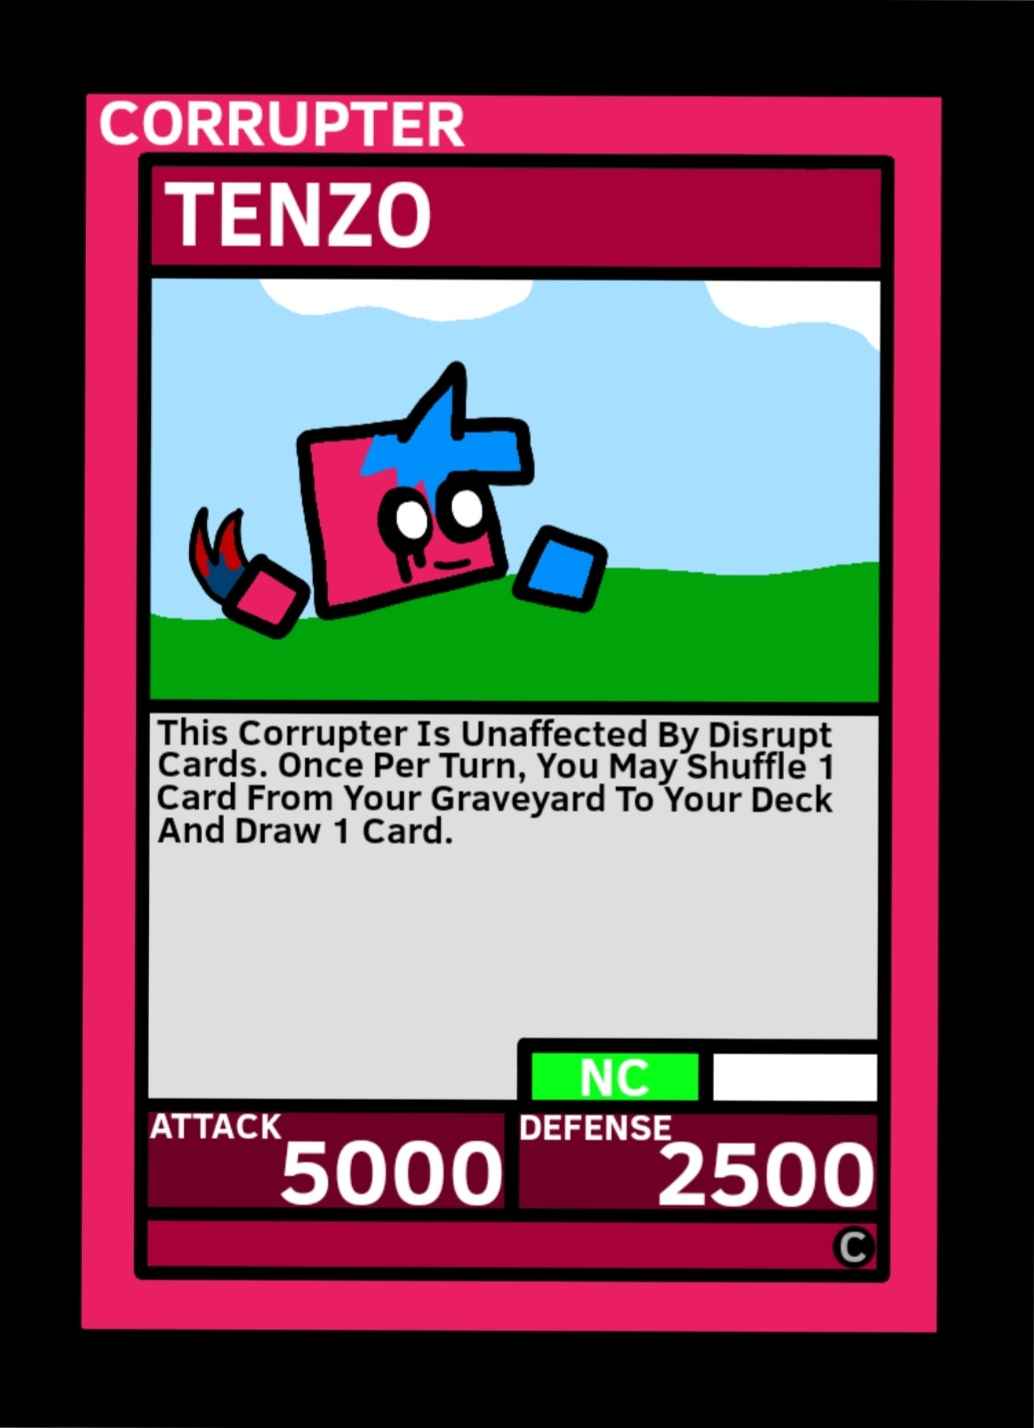 CORRUPTER
TENZO
This Corrupter Is Unaffected By Disrupt
Cards. Once Per Turn, You May Shuffle 1
Card From Your Graveyard To Your Deck
And Draw 1 Card.
NC
ATTACK
5000
DEFENSE
2500
C